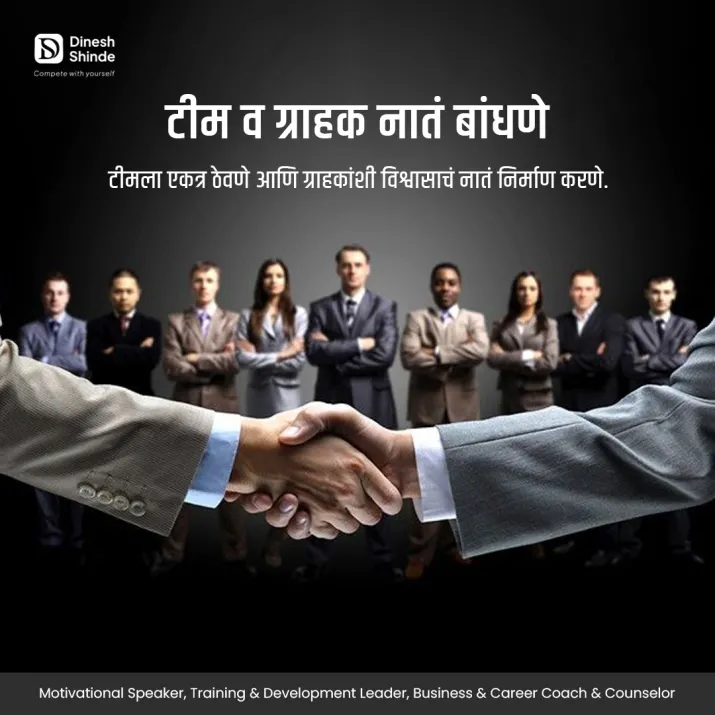 Dinesh
Shinde
Compete with yourself
टीम व ग्राहक नातं बांधणे
टीमला एकत्र ठेवणे आणि ग्राहकांशी विश्वासाचं नातं निर्माण करणे.
Motivational Speaker, Training & Development Leader, Business & Career Coach & Counselor